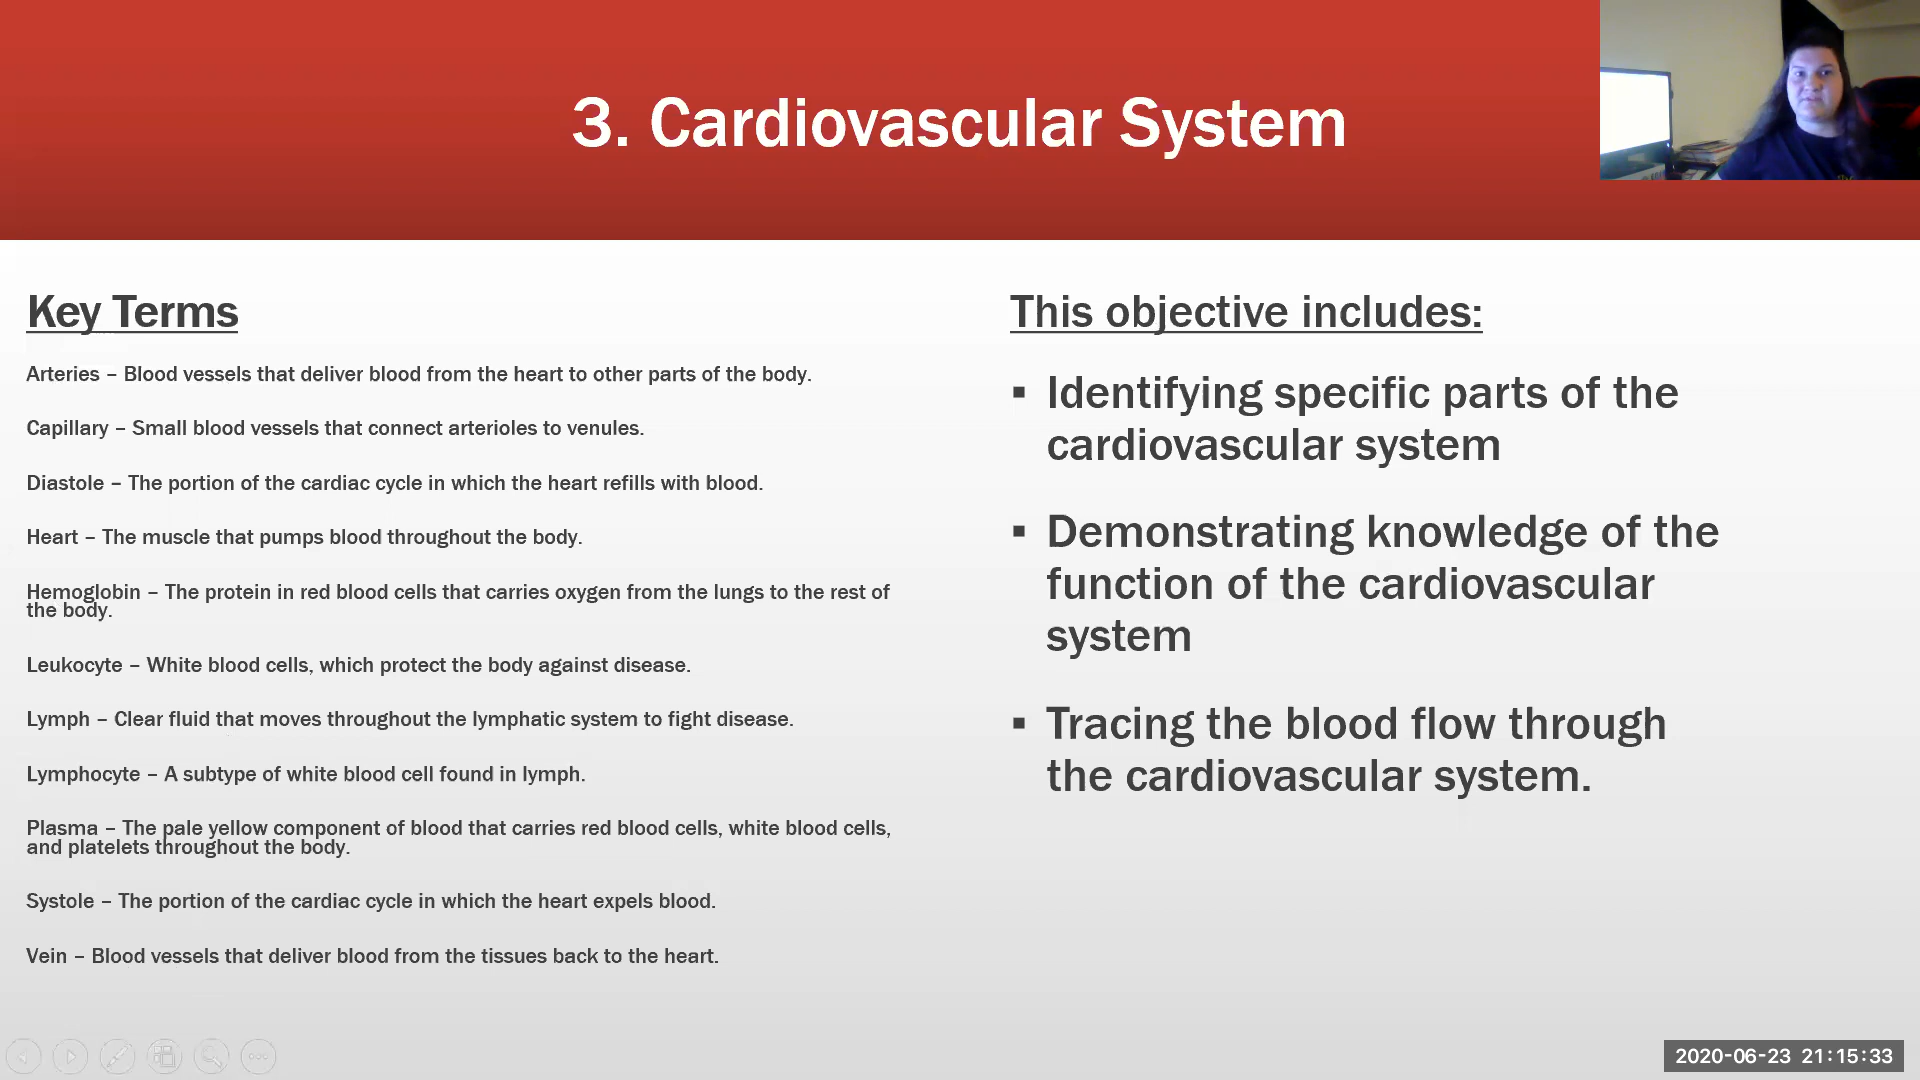 3. Cardiovascular System
Key Terms
Arteries – Blood vessels that deliver blood from the heart to other parts of the body.
Capillary – Small blood vessels that connect arterioles to venules.
Diastole – The portion of the cardiac cycle in which the heart refills with blood.
Heart – The muscle that pumps blood throughout the body.
Hemoglobin – The protein in red blood cells that carries oxygen from the lungs to the rest of
the body.
Leukocyte – White blood cells, which protect the body against disease.
Lymph – Clear fluid that moves throughout the lymphatic system to fight disease.
Lymphocyte – A subtype of white blood cell found in lymph.
Plasma – The pale yellow component of blood that carries red blood cells, white blood cells,
and platelets throughout the body.
Systole – The portion of the cardiac cycle in which the heart expels blood.
Vein – Blood vessels that deliver blood from the tissues back to the heart.
This objective includes:
▪ Identifying specific parts of the
cardiovascular system
▪ Demonstrating knowledge of the
function of the cardiovascular
system
▪ Tracing the blood flow through
the cardiovascular system.
2020-06-23 21:15:33